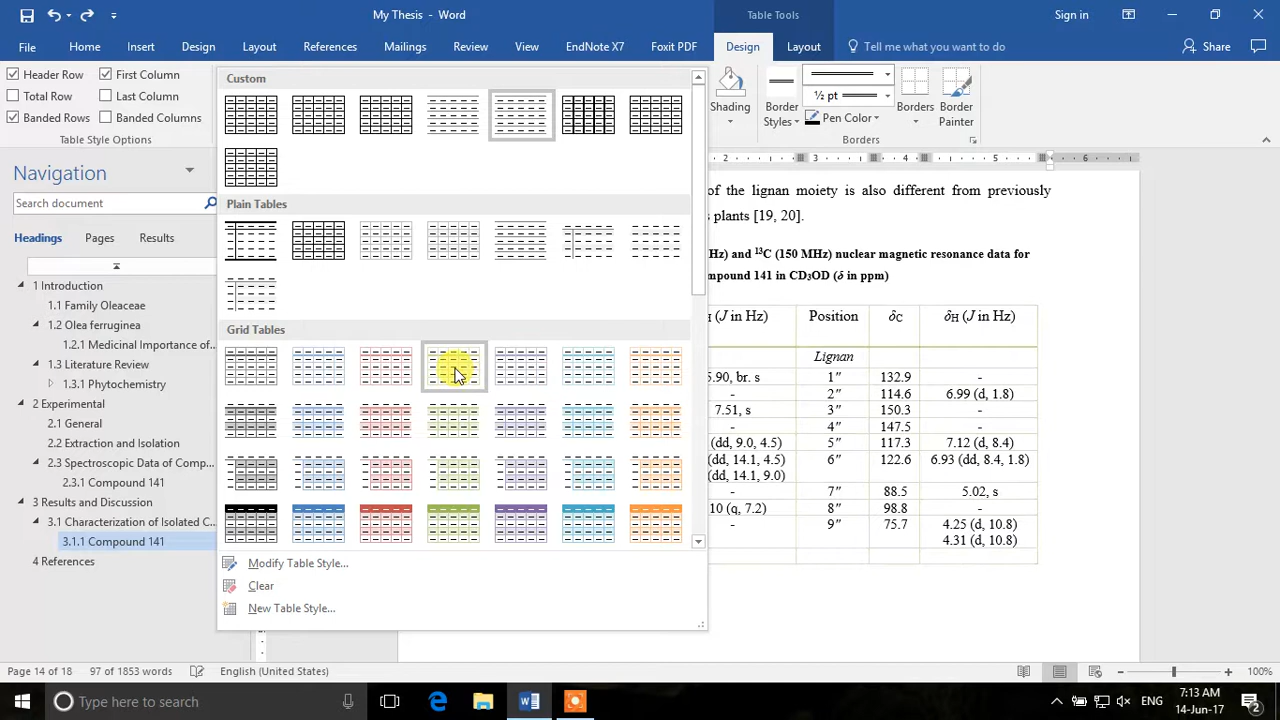 My Thesis - Word
Table Tools
Sign in
File
Home
Insert
Design
Layout
References
Mailings
Review
View
EndNote X7
Foxit PDF
Design
Layout
Tell me what you want to do
Share
Header Row
First Column
Total Row
Last Column
Banded Rows
Banded Columns
Table Style Options
Custom
Plain Tables
Grid Tables
Modify Table Style...
Clear
New Table Style...
Shading
Border Styles
½ pt
Pen Color
Borders
Border Painter
Borders
Navigation
Search document
Headings
Pages
Results
1 Introduction
1.1 Family Oleaceae
1.2 Olea ferruginea
1.2.1 Medicinal Importance of...
1.3 Literature Review
1.3.1 Phytochemistry
2 Experimental
2.1 General
2.2 Extraction and Isolation
2.3 Spectroscopic Data of Comp...
2.3.1 Compound 141
3 Results and Discussion
3.1 Characterization of Isolated C...
3.1.1 Compound 141
4 References
2 3 4 5 6
of the lignan moiety is also different from previously
s plants [19, 20].
Hz) and ¹³C (150 MHz) nuclear magnetic resonance data for
mpound 141 in CD₃OD (δ in ppm)
H (J in Hz) Position δC δH (J in Hz)
Lignan
5.90, br. s 1″ 132.9 -
2″ 114.6 6.99 (d, 1.8)
7.51, s 3″ 150.3 -
4″ 147.5 -
(dd, 9.0, 4.5) 5″ 117.3 7.12 (d, 8.4)
(dd, 14.1, 4.5) 6″ 122.6 6.93 (dd, 8.4, 1.8)
(dd, 14.1, 9.0)
- 7″ 88.5 5.02, s
10 (q, 7.2) 8″ 98.8 -
- 9″ 75.7 4.25 (d, 10.8)
4.31 (d, 10.8)
Page 14 of 18
97 of 1853 words
English (United States)
100%
Type here to search
ENG
7:13 AM
14-Jun-17
2